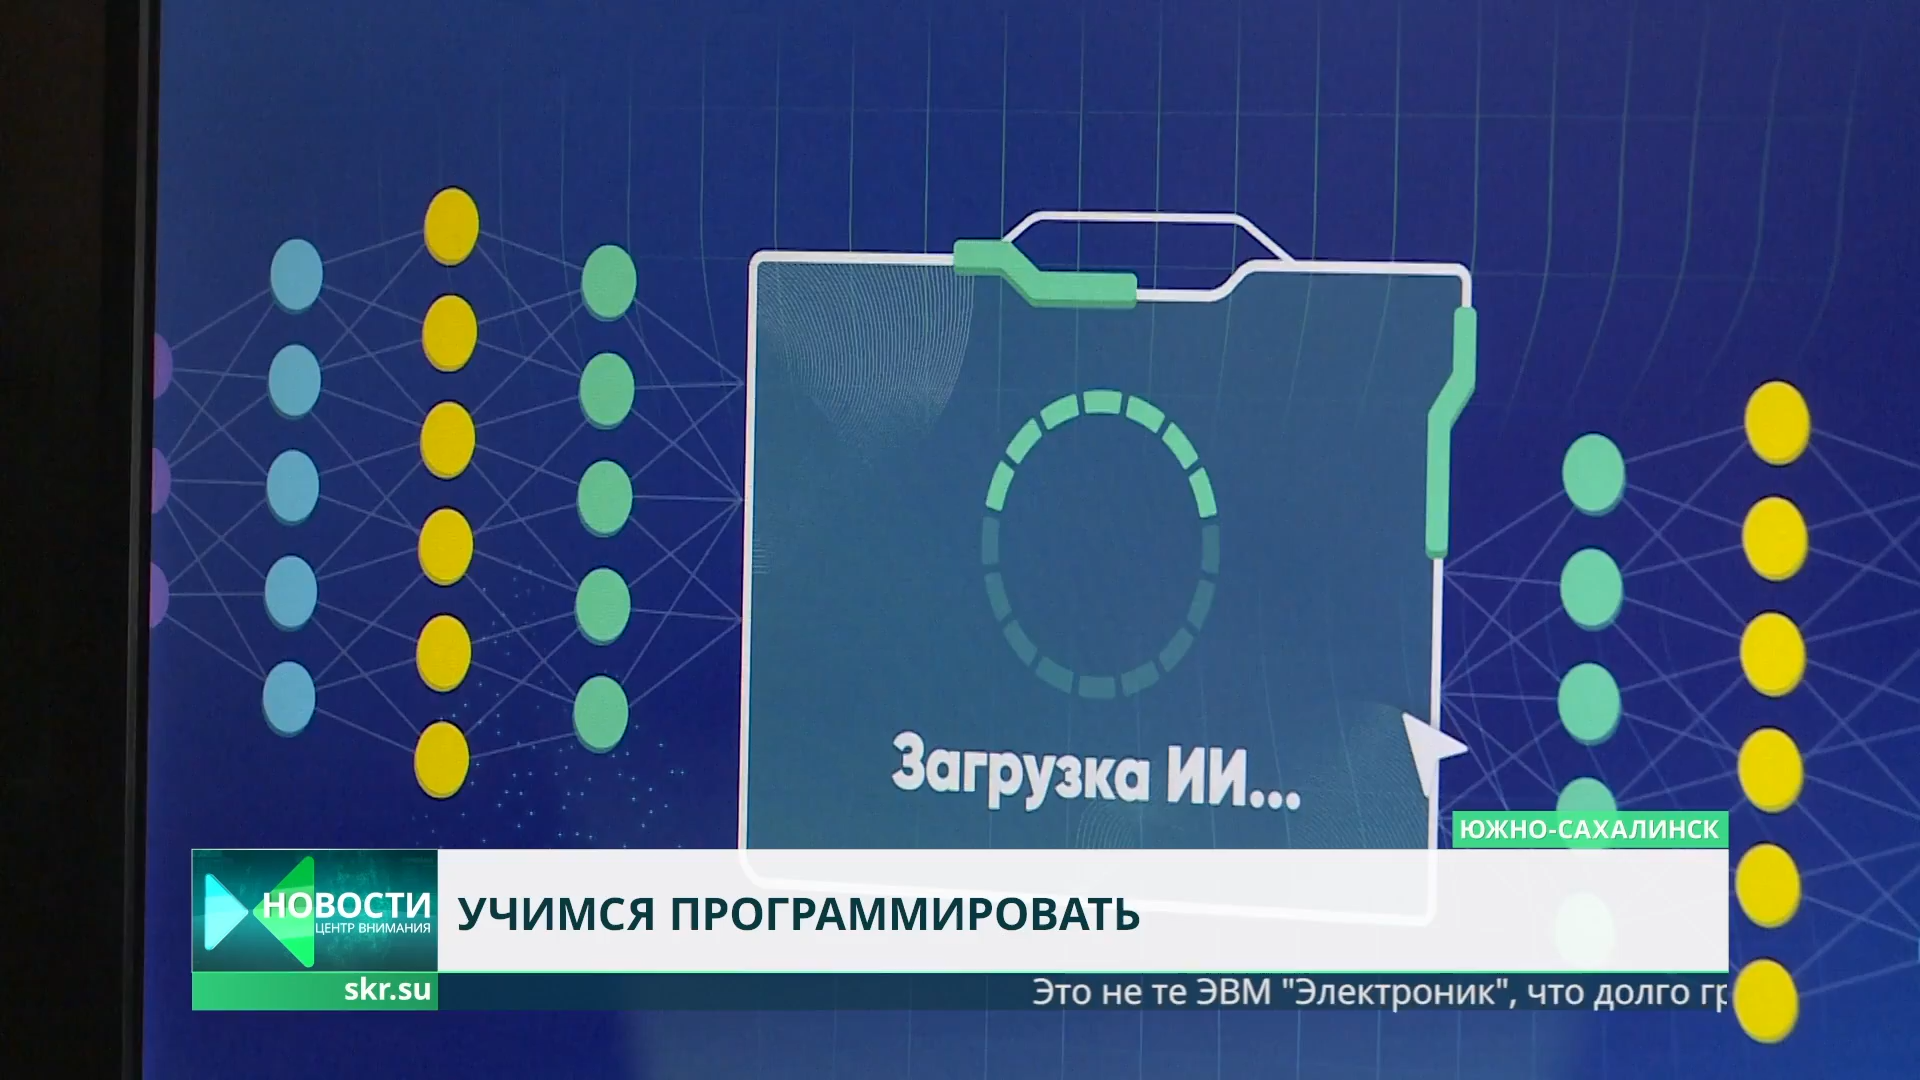 Загрузка ИИ...
ЮЖНО-САХАЛИНСК
НОВОСТИ
ЦЕНТР ВНИМАНИЯ
УЧИМСЯ ПРОГРАММИРОВАТЬ
skr.su
Это не те ЭВМ "Электроник", что долго